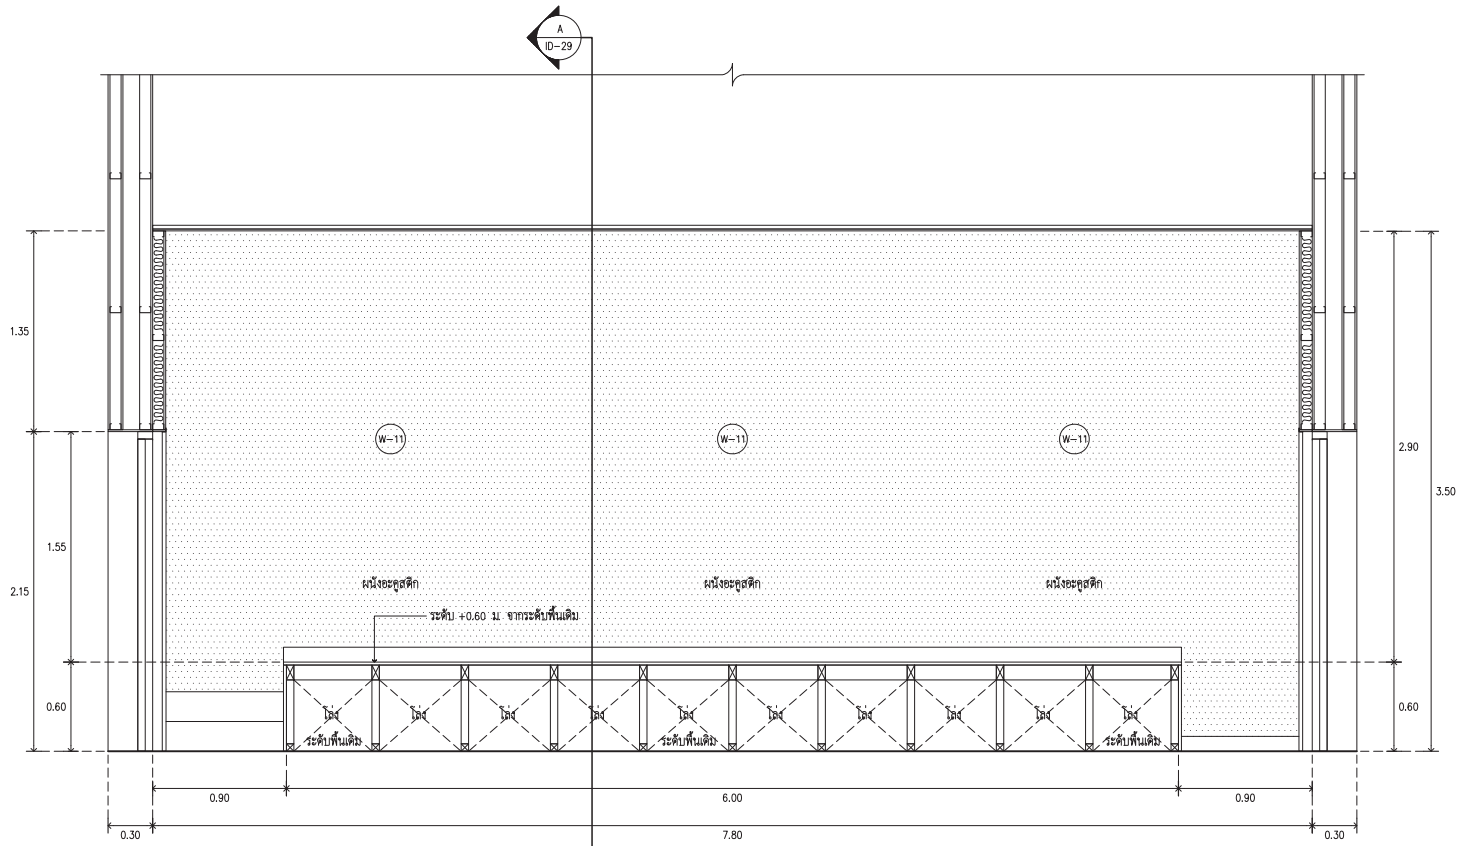 A
ID-29
1.35
W-11
W-11
W-11
2.90
3.50
1.55
2.15
ผนังอะคูสติก
ผนังอะคูสติก
ผนังอะคูสติก
ระดับ +0.60 ม. จากระดับพื้นเดิม
0.60
โล่ง
โล่ง
โล่ง
โล่ง
โล่ง
โล่ง
โล่ง
โล่ง
โล่ง
โล่ง
0.60
ระดับพื้นเดิม
ระดับพื้นเดิม
ระดับพื้นเดิม
0.90
6.00
0.90
0.30
7.80
0.30